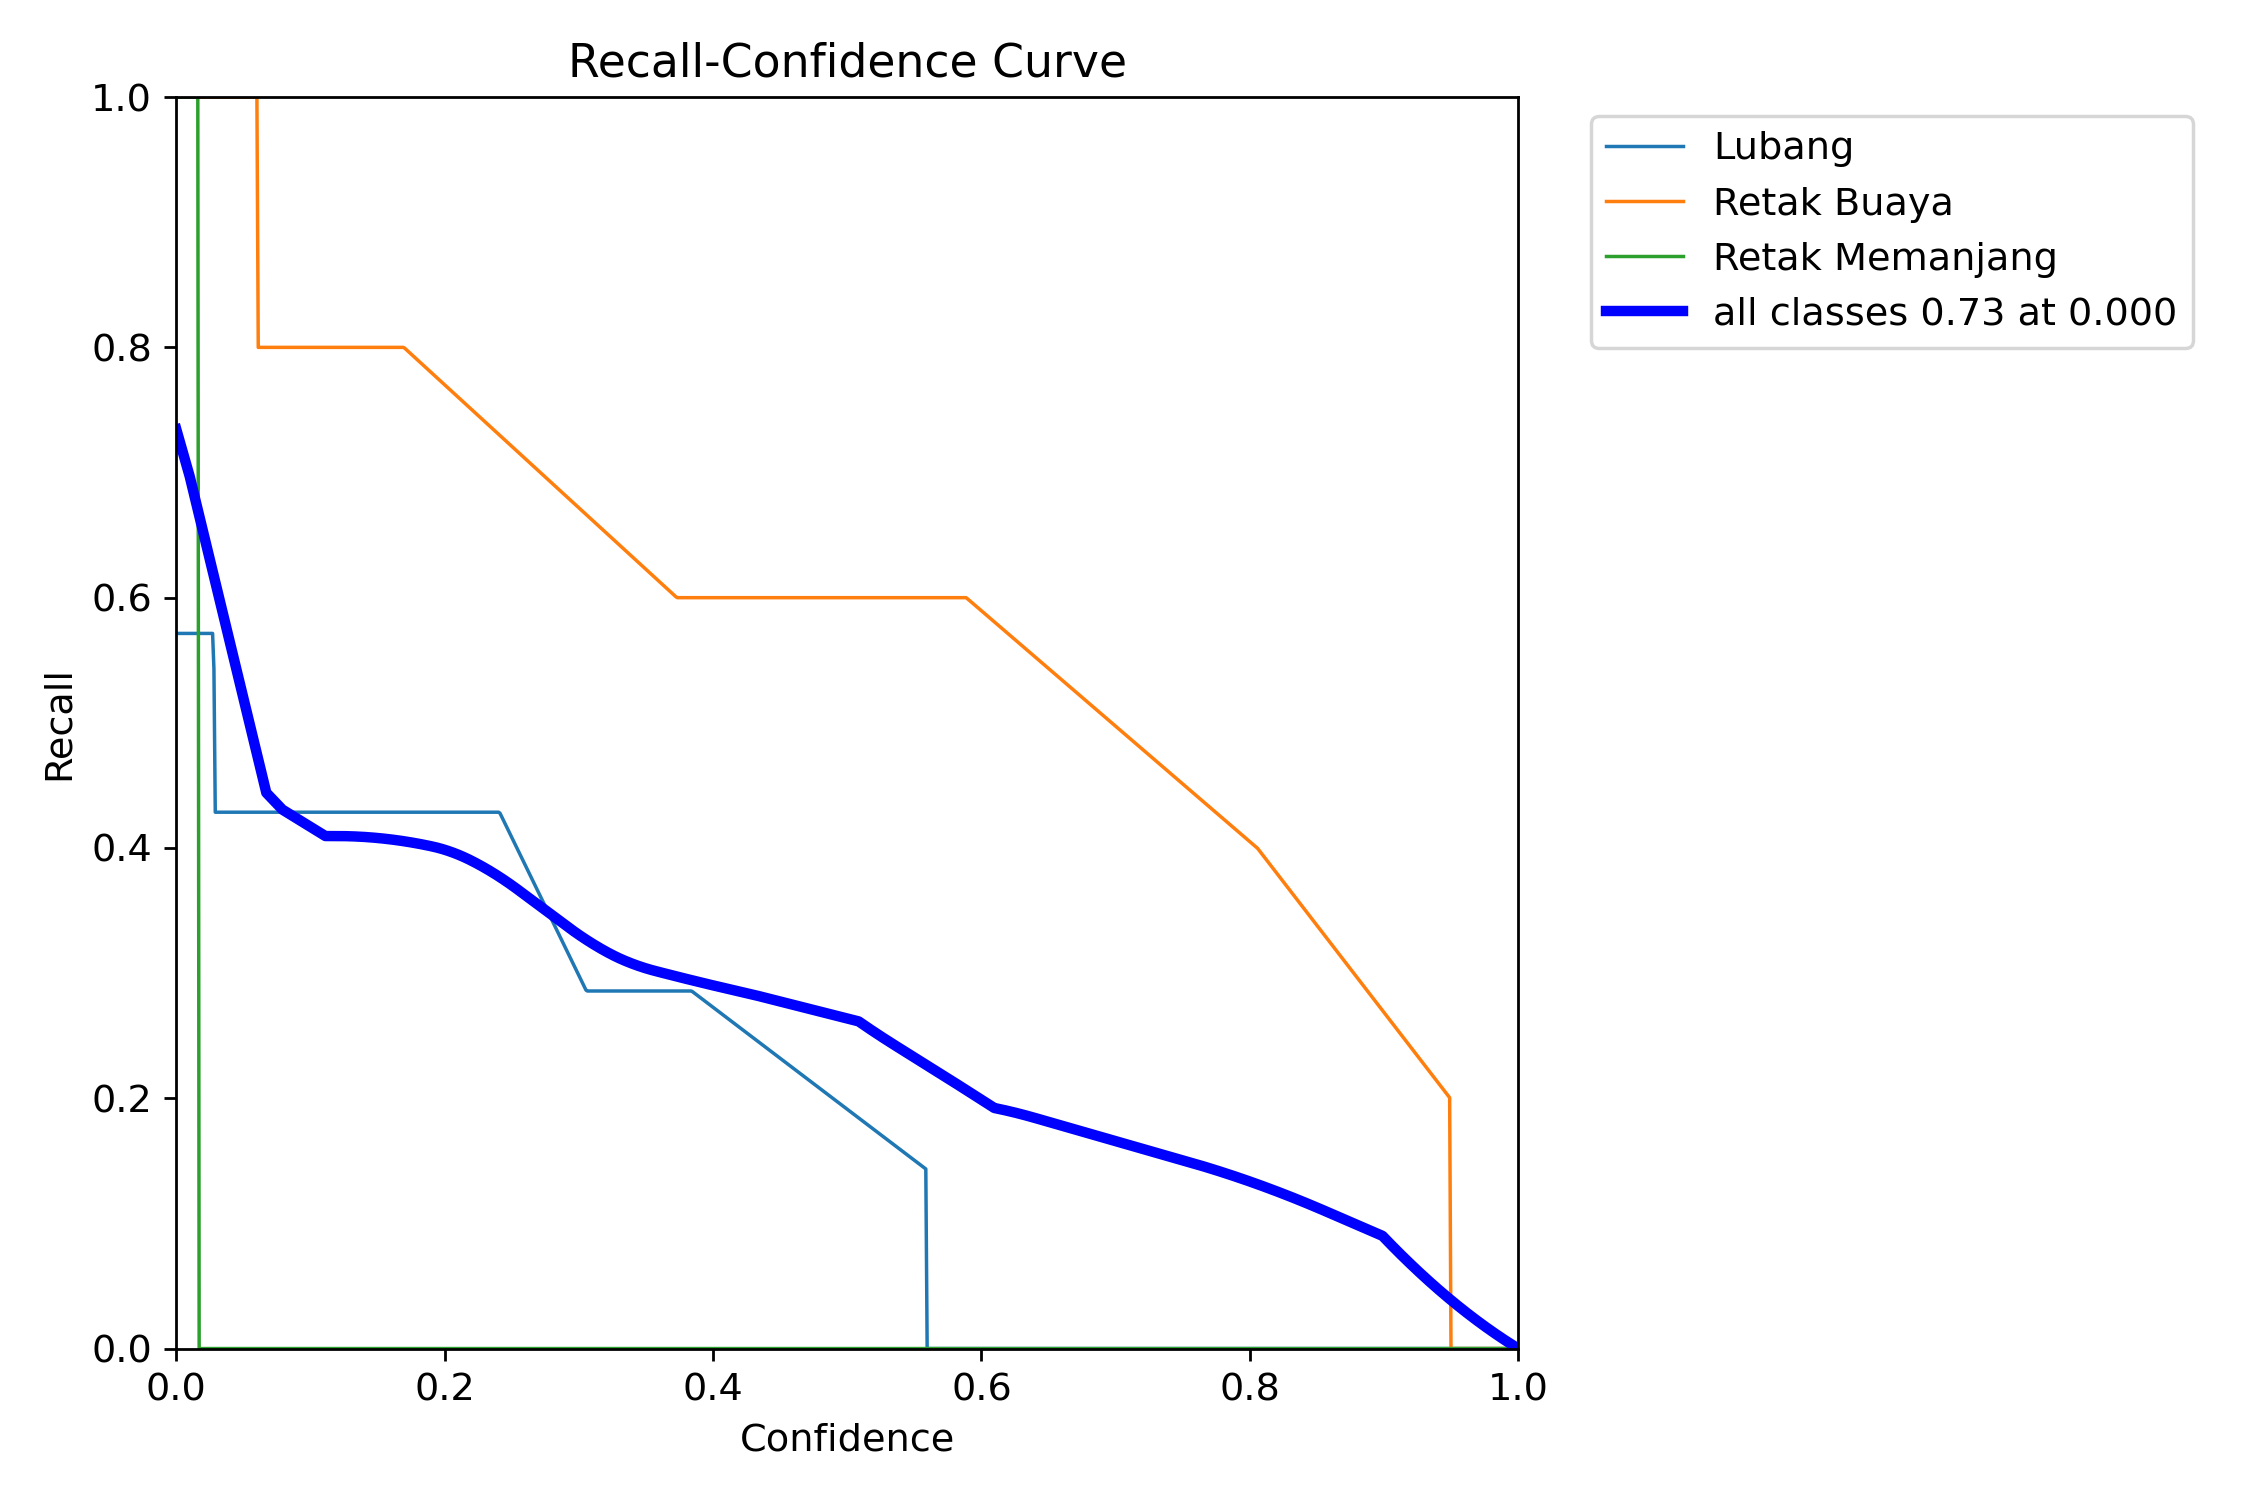 Recall-Confidence Curve
1.0
0.8
0.6
0.4
0.2
0.0
Recall
0.0 0.2 0.4 0.6 0.8 1.0
Confidence
Lubang
Retak Buaya
Retak Memanjang
all classes 0.73 at 0.000